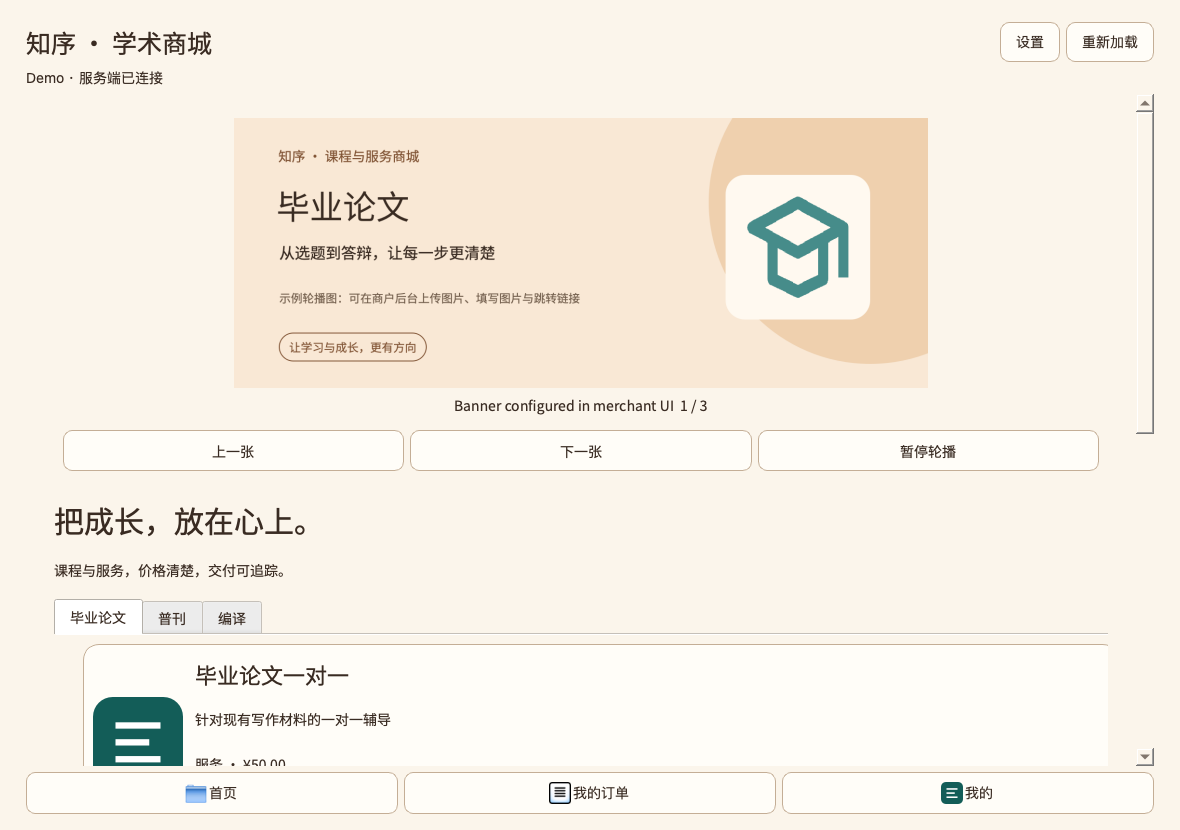 知序 · 学术商城
设置
重新加载
Demo · 服务端已连接
知序 · 课程与服务商城
毕业论文
从选题到答辩，让每一步更清楚
示例轮播图：可在商户后台上传图片、填写图片与跳转链接
让学习与成长，更有方向
Banner configured in merchant UI 1 / 3
上一张
下一张
暂停轮播
把成长，放在心上。
课程与服务，价格清楚，交付可追踪。
毕业论文
普刊
编译
毕业论文一对一
针对现有写作材料的一对一辅导
服务 · ¥50.00
首页
我的订单
我的